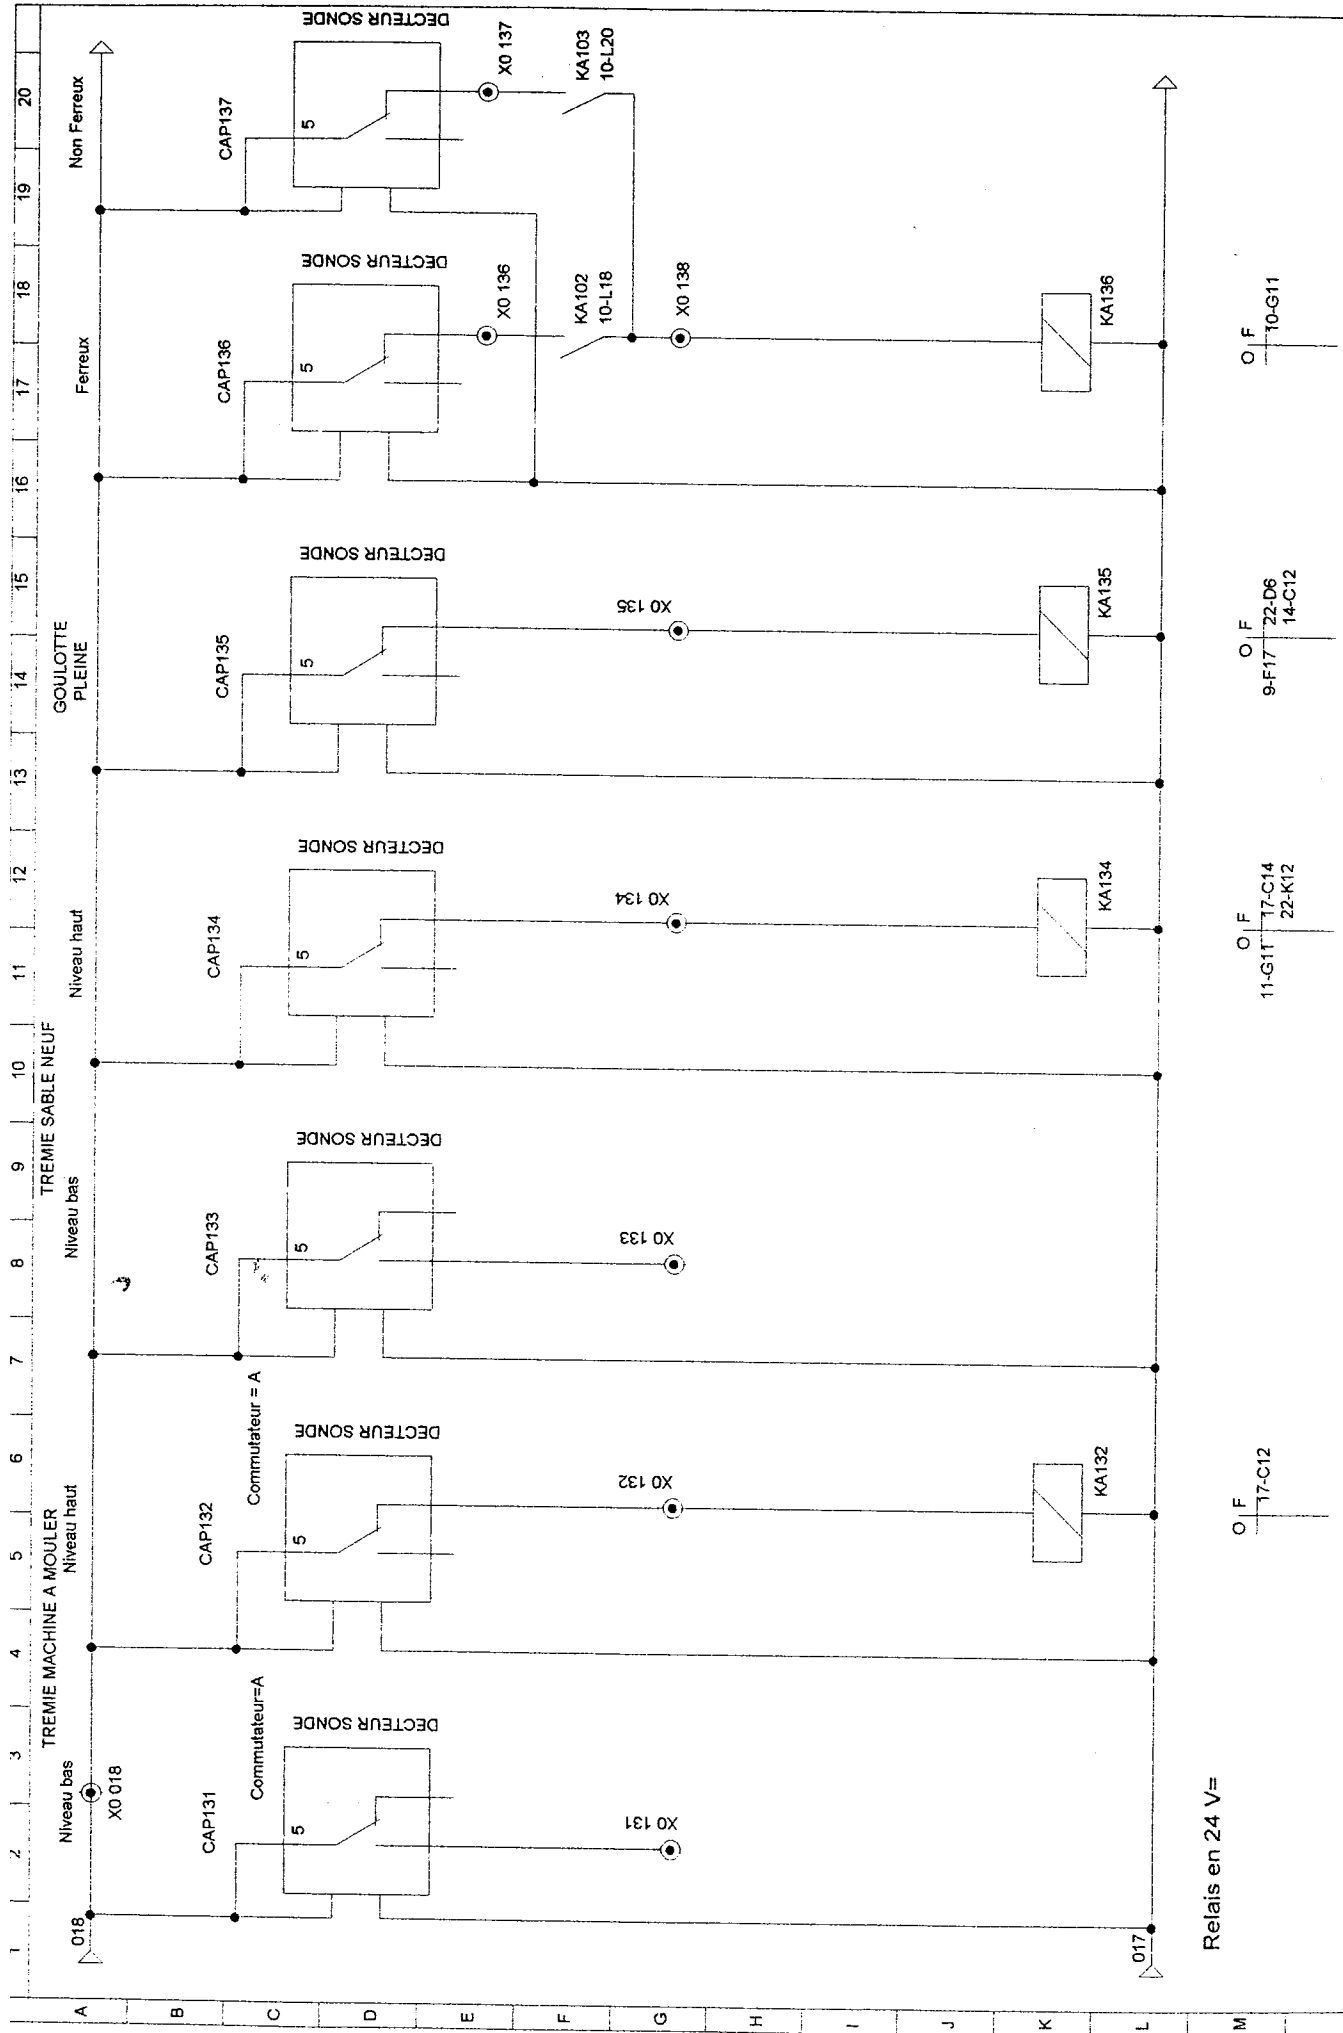 1 2 3 4 5 6 7 8 9 10 11 12 13 14 15 16 17 18 19 20
A
B
C
D
E
F
G
H
I
J
K
L
M
TREMIE MACHINE A MOULER
TREMIE SABLE NEUF
GOULOTTE
PLEINE
Niveau bas
Niveau haut
Niveau bas
Niveau haut
Ferreux
Non Ferreux
018
X0 018
CAP131
CAP132
CAP133
CAP134
CAP135
CAP136
CAP137
Commutateur=A
Commutateur = A
5
5
5
5
5
5
5
DECTEUR SONDE
DECTEUR SONDE
DECTEUR SONDE
DECTEUR SONDE
DECTEUR SONDE
DECTEUR SONDE
DECTEUR SONDE
X0 136
X0 137
KA102
10-L18
KA103
10-L20
X0 131
X0 132
X0 133
X0 134
X0 135
X0 138
KA132
KA134
KA135
KA136
017
Relais en 24 V=
O F
17-C12
O F
11-G11 17-C14
22-K12
O F
9-F17 22-D6
14-C12
O F
10-G11